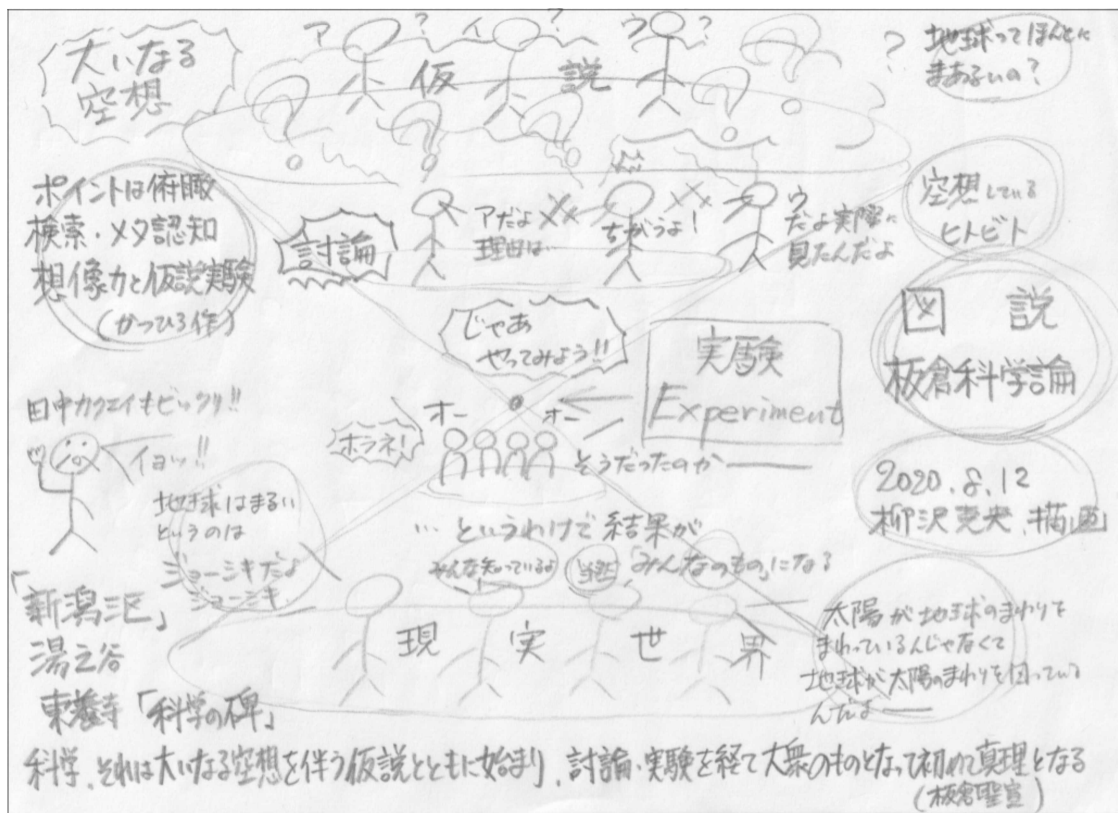 大いなる
空想
ア ? イ ? ウ ?
仮 説
? 地球ってほんとに
まあるいの?
ポイントは俯瞰
検索・メタ認知
想像力と仮説実験
(かつひろ作)
討論
アだよ
理由は
ちがうよ!
ウ
だよ実際に
見たんだよ
空想している
ヒトビト
図 説
板倉科学論
じゃあ
やってみよう!!
実験
Experiment
田中カクエイもビックリ!!
イヨッ!!
ホラネ!
オー オー
そうだったのか―
2020.8.12
描画
地球はまるい
というのは
ジョーシキだよ
ジョーシキ
… というわけで結果が
みんな知っているよ
「みんなのもの」になる
現 実 世 界
太陽が地球のまわりを
まわっているんじゃなくて
地球が太陽のまわりを回っている
んだよ―
「新潟三区」
湯之谷
東養寺「科学の碑」
科学、それは大いなる空想を伴う仮説とともに始まり、討論・実験を経て大衆のものとなって初めて真理となる
(板倉聖宣)